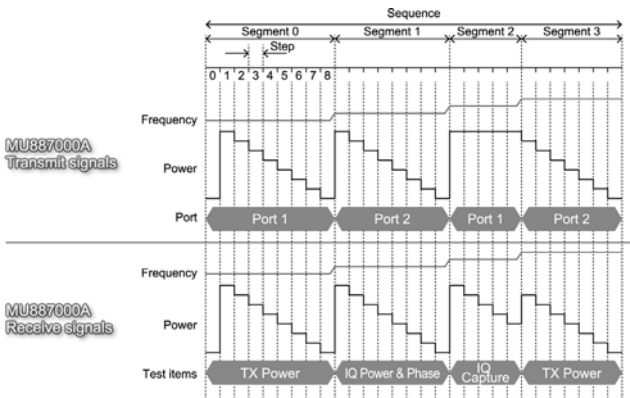 Sequence
Segment 0 Segment 1 Segment 2 Segment 3
Step
0 1 2 3 4 5 6 7 8
Frequency
MU887000A
Transmit signals
Power
Port
Port 1 Port 2 Port 1 Port 2
Frequency
MU887000A
Receive signals
Power
Test items
TX Power IQ Power & Phase IQ Capture TX Power